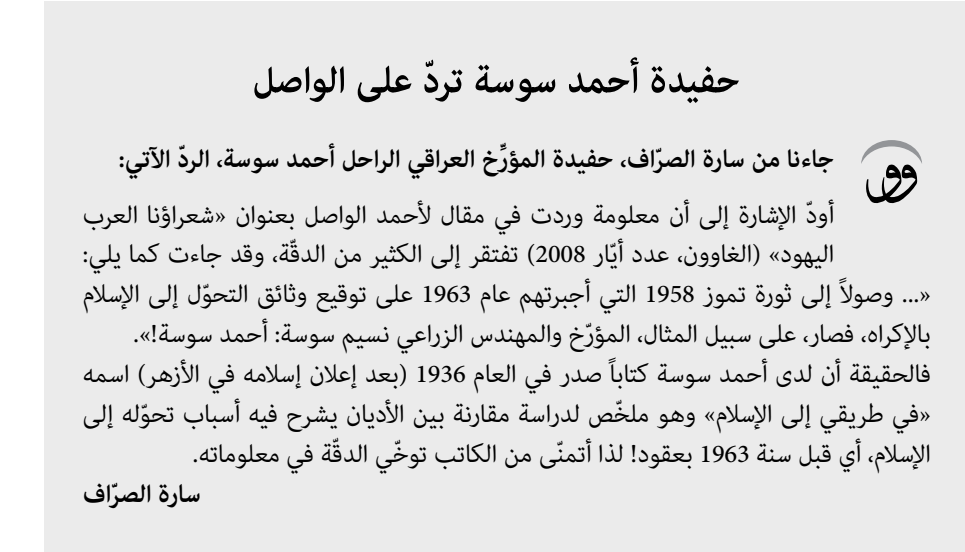 حفيدة أحمد سوسة تردّ على الواصل
جاءنا من سارة الصرّاف، حفيدة المؤرِّخ العراقي الراحل أحمد سوسة، الردّ الآتي:
أودّ الإشارة إلى أن معلومة وردت في مقال لأحمد الواصل بعنوان «شعراؤنا العرب
اليهود» (الغاوون، عدد أيّار 2008) تفتقر إلى الكثير من الدقّة، وقد جاءت كما يلي:
«... وصولاً إلى ثورة تموز 1958 التي أجبرتهم عام 1963 على توقيع وثائق التحوّل إلى الإسلام
بالإكراه، فصار، على سبيل المثال، المؤرّخ والمهندس الزراعي نسيم سوسة: أحمد سوسة!».
فالحقيقة أن لدى أحمد سوسة كتاباً صدر في العام 1936 (بعد إعلان إسلامه في الأزهر) اسمه
«في طريقي إلى الإسلام» وهو ملخّص لدراسة مقارنة بين الأديان يشرح فيه أسباب تحوّله إلى
الإسلام، أي قبل سنة 1963 بعقود! لذا أتمنّى من الكاتب توخّي الدقّة في معلوماته.
سارة الصرّاف